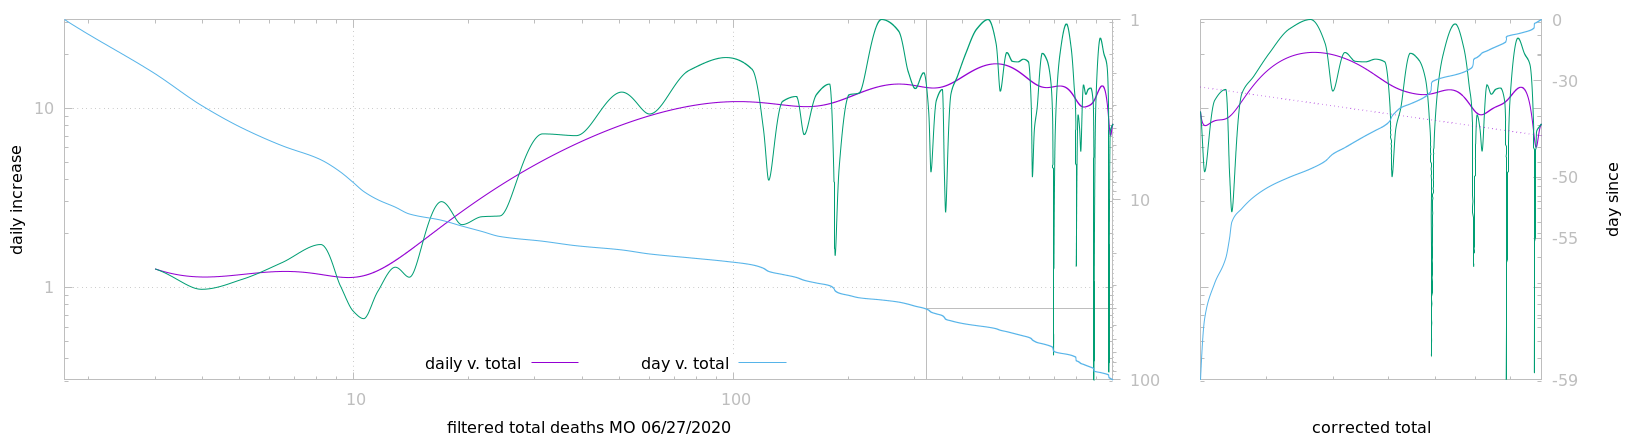 10
1
daily increase
daily v. total
day v. total
10
100
filtered total deaths MO 06/27/2020
1
10
100
0
-30
-50
-55
-59
day since
corrected total